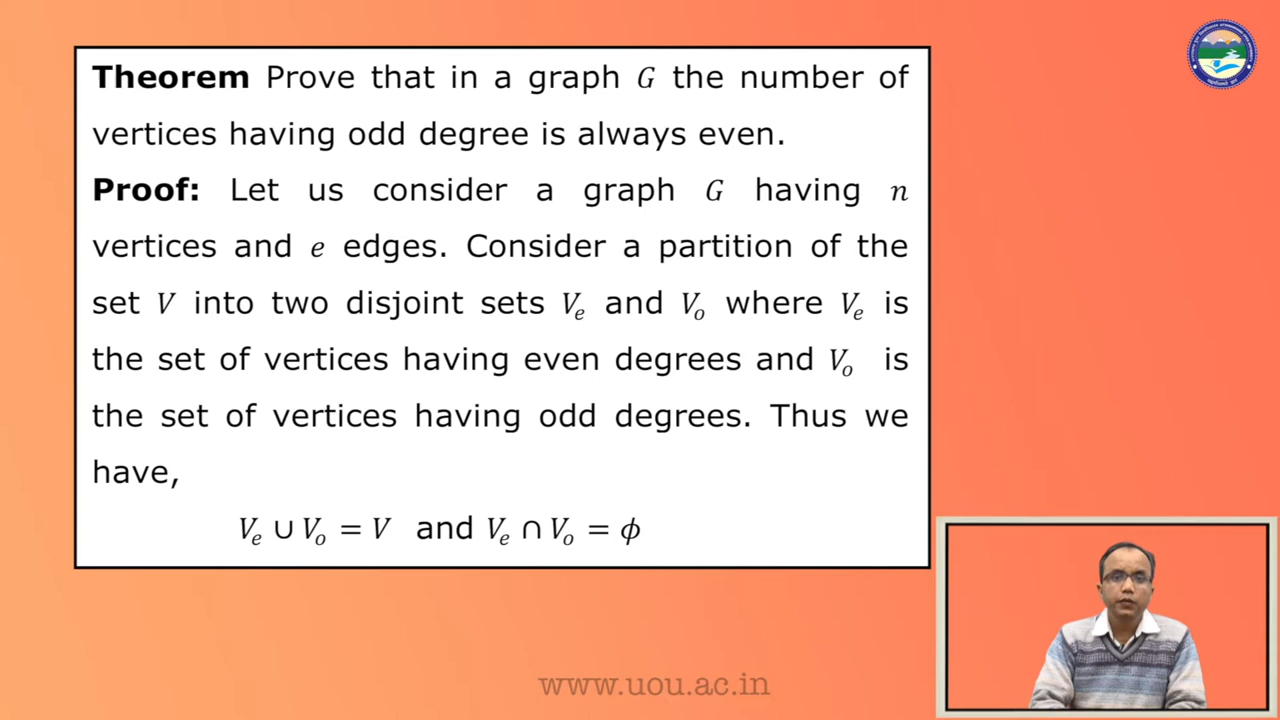 Theorem Prove that in a graph G the number of
vertices having odd degree is always even.
Proof: Let us consider a graph G having n
vertices and e edges. Consider a partition of the
set V into two disjoint sets Vₑ and Vₒ where Vₑ is
the set of vertices having even degrees and Vₒ is
the set of vertices having odd degrees. Thus we
have,
Vₑ ∪ Vₒ = V and Vₑ ∩ Vₒ = ϕ
www.uou.ac.in